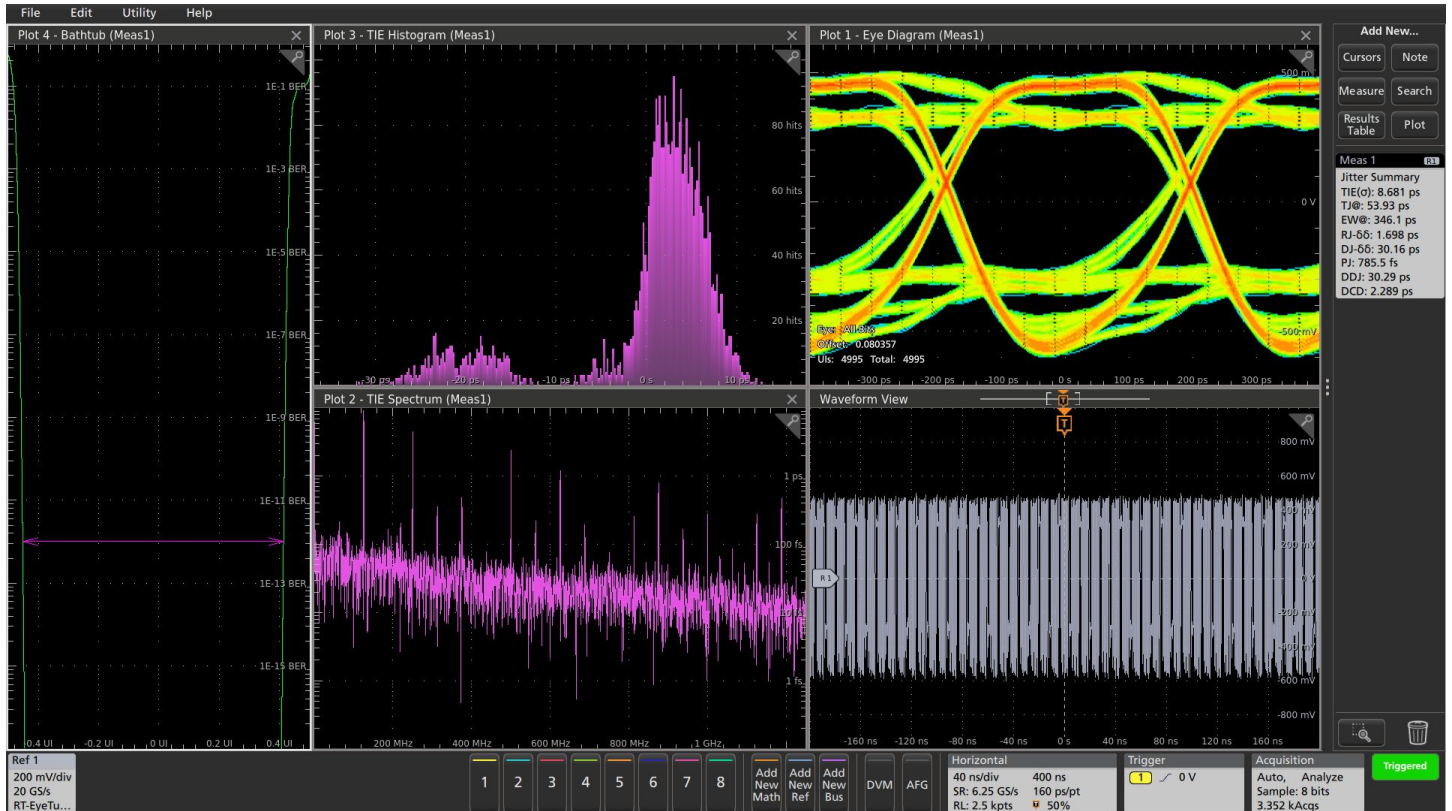 File Edit Utility Help
Plot 4 - Bathtub (Meas1)
1E-1 BER
1E-3 BER
1E-5 BER
1E-7 BER
1E-9 BER
1E-11 BER
1E-13 BER
1E-15 BER
-0.4 UI -0.2 UI 0 UI 0.2 UI 0.4 UI
Plot 3 - TIE Histogram (Meas1)
80 hits
60 hits
40 hits
20 hits
-30 ps -20 ps -10 ps 0 s 10 ps
Plot 1 - Eye Diagram (Meas1)
500 m
0 V
-500 mV
Eye: All Bits
Offset: 0.080357
UIs: 4995 Total: 4995
-300 ps -200 ps -100 ps 0 s 100 ps 200 ps 300 ps
Plot 2 - TIE Spectrum (Meas1)
1 ps
100 fs
1 fs
200 MHz 400 MHz 600 MHz 800 MHz 1 GHz
Waveform View
T
T
800 mV
600 mV
400 mV
200 mV
0 V
-200 mV
-400 mV
-600 mV
-800 mV
R 1
-160 ns -120 ns -80 ns -40 ns 0 s 40 ns 80 ns 120 ns 160 ns
Add New...
Cursors Note
Measure Search
Results Table Plot
Meas 1 R1
Jitter Summary
TIE(σ): 8.681 ps
TJ@: 53.93 ps
EW@: 346.1 ps
RJ-δδ: 1.698 ps
DJ-δδ: 30.16 ps
PJ: 785.5 fs
DDJ: 30.29 ps
DCD: 2.289 ps
Ref 1
200 mV/div
20 GS/s
RT-EyeTu...
1 2 3 4 5 6 7 8
Add New Math
Add New Ref
Add New Bus
DVM
AFG
Horizontal
40 ns/div 400 ns
SR: 6.25 GS/s 160 ps/pt
RL: 2.5 kpts 50%
Trigger
1 0 V
Acquisition
Auto, Analyze
Sample: 8 bits
3.352 kAcqs
Triggered